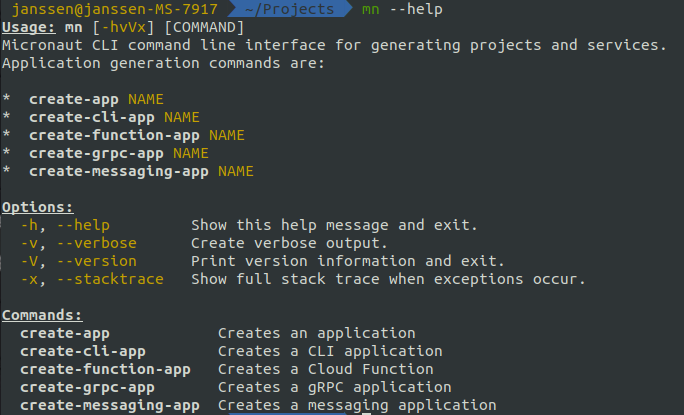 janssen@janssen-MS-7917 ~/Projects mn --help
Usage: mn [-hvVx] [COMMAND]
Micronaut CLI command line interface for generating projects and services.
Application generation commands are:
*  create-app NAME
*  create-cli-app NAME
*  create-function-app NAME
*  create-grpc-app NAME
*  create-messaging-app NAME
Options:
-h, --help         Show this help message and exit.
-v, --verbose      Create verbose output.
-V, --version      Print version information and exit.
-x, --stacktrace   Show full stack trace when exceptions occur.
Commands:
create-app            Creates an application
create-cli-app        Creates a CLI application
create-function-app   Creates a Cloud Function
create-grpc-app       Creates a gRPC application
create-messaging-app  Creates a messaging application